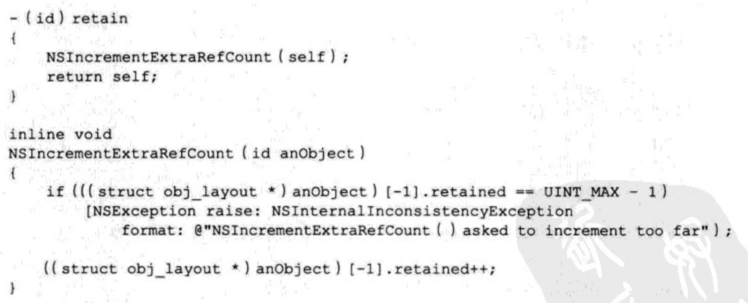 - (id) retain
{
    NSIncrementExtraRefCount (self);
    return self;
}

inline void
NSIncrementExtraRefCount (id anObject)
{
    if (((struct obj_layout *) anObject) [-1].retained == UINT_MAX - 1)
        [NSException raise: NSInternalInconsistencyException
            format: @"NSIncrementExtraRefCount ( ) asked to increment too far"];

    ((struct obj_layout *) anObject) [-1].retained++;
}